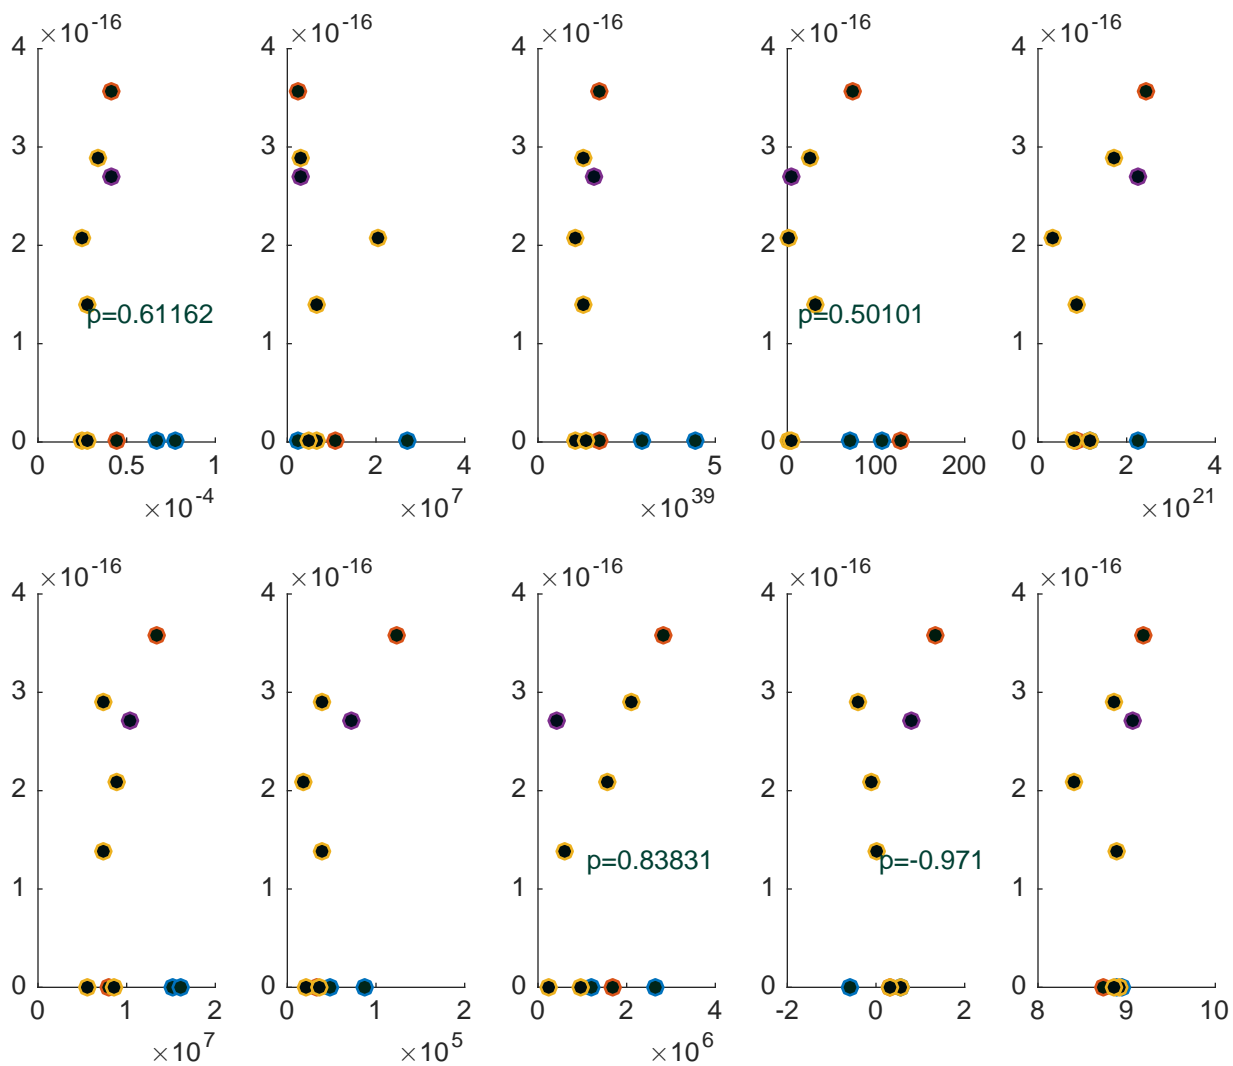 ×10^-16 ×10^-16 ×10^-16 ×10^-16 ×10^-16
4 4 4 4 4
3 3 3 3 3
2 2 2 2 2
p=0.61162 p=0.50101
1 1 1 1 1
0 0 0 0 0
0 0.5 1 0 2 4 0 5 0 100 200 0 2 4
×10^-4 ×10^7 ×10^39 ×10^21
×10^-16 ×10^-16 ×10^-16 ×10^-16 ×10^-16
4 4 4 4 4
3 3 3 3 3
2 2 2 2 2
p=0.83831 p=-0.971
1 1 1 1 1
0 0 0 0 0
0 1 2 0 1 2 0 2 4 -2 0 2 8 9 10
×10^7 ×10^5 ×10^6